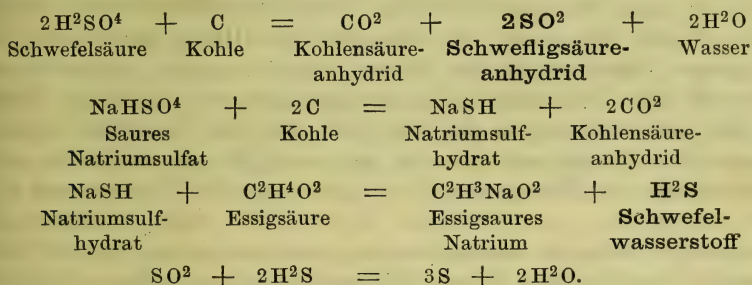 2H²SO⁴ + C = CO² + 2SO² + 2H²O
Schwefelsäure Kohle Kohlensäure- Schwefligsäure- Wasser
anhydrid anhydrid
NaHSO⁴ + 2C = NaSH + 2CO²
Saures Kohle Natriumsulf- Kohlensäure-
Natriumsulfat hydrat anhydrid
NaSH + C²H⁴O² = C²H³NaO² + H²S
Natriumsulf- Essigsäure Essigsaures Schwefel-
hydrat Natrium wasserstoff
SO² + 2H²S = 3S + 2H²O.